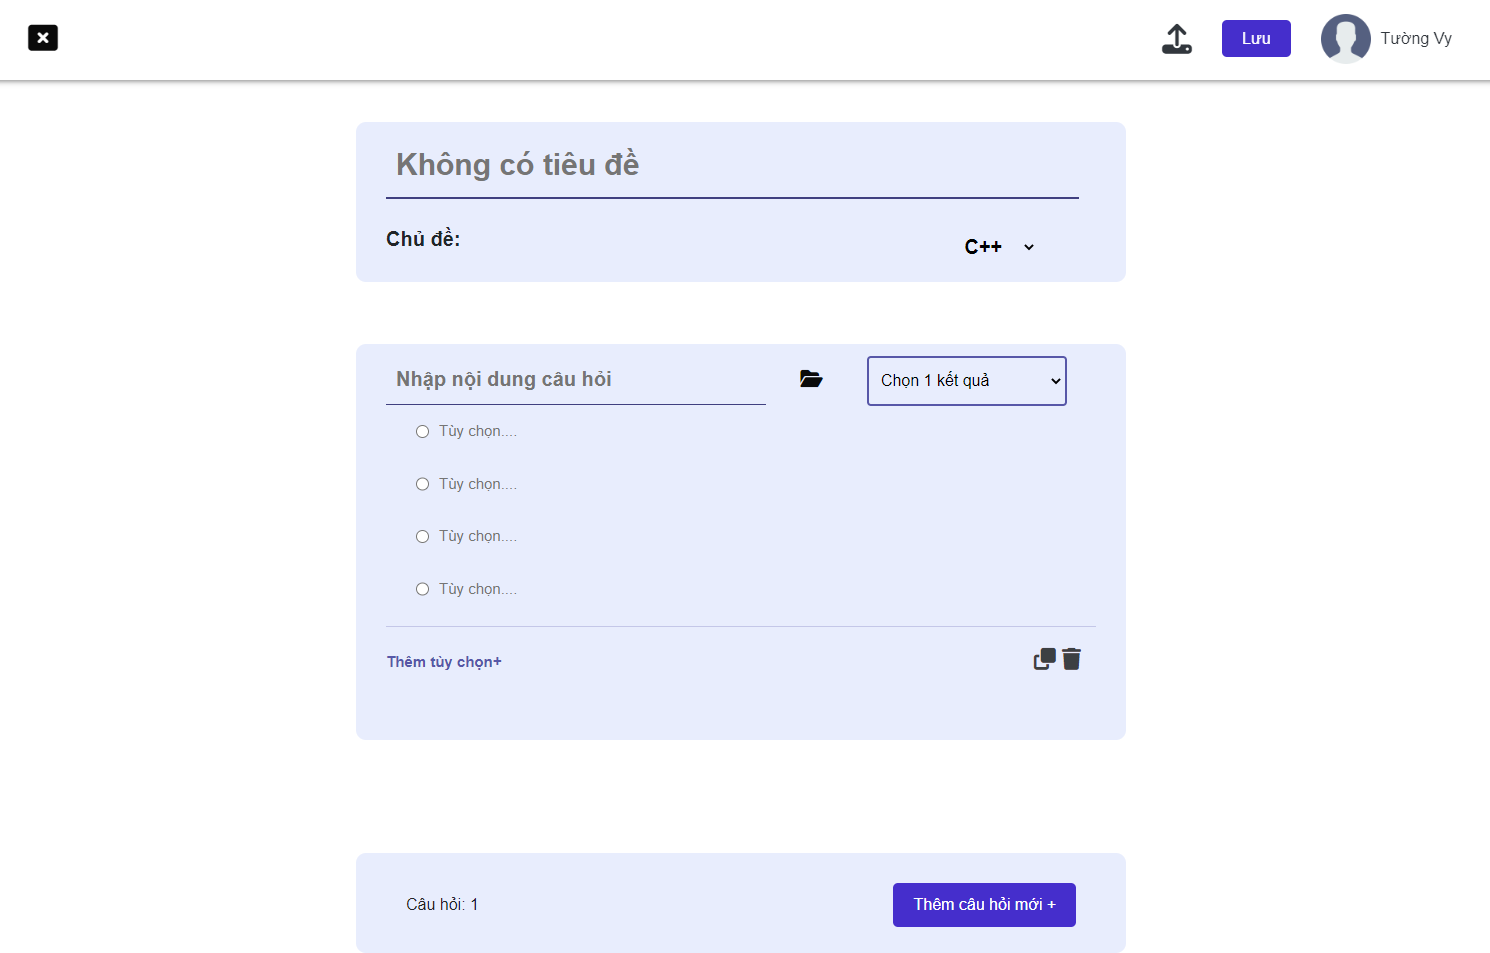 Lưu
Tường Vy
Không có tiêu đề
Chủ đề:
C++
Nhập nội dung câu hỏi
Chọn 1 kết quả
Tùy chọn....
Tùy chọn....
Tùy chọn....
Tùy chọn....
Thêm tùy chọn+
Câu hỏi: 1
Thêm câu hỏi mới +